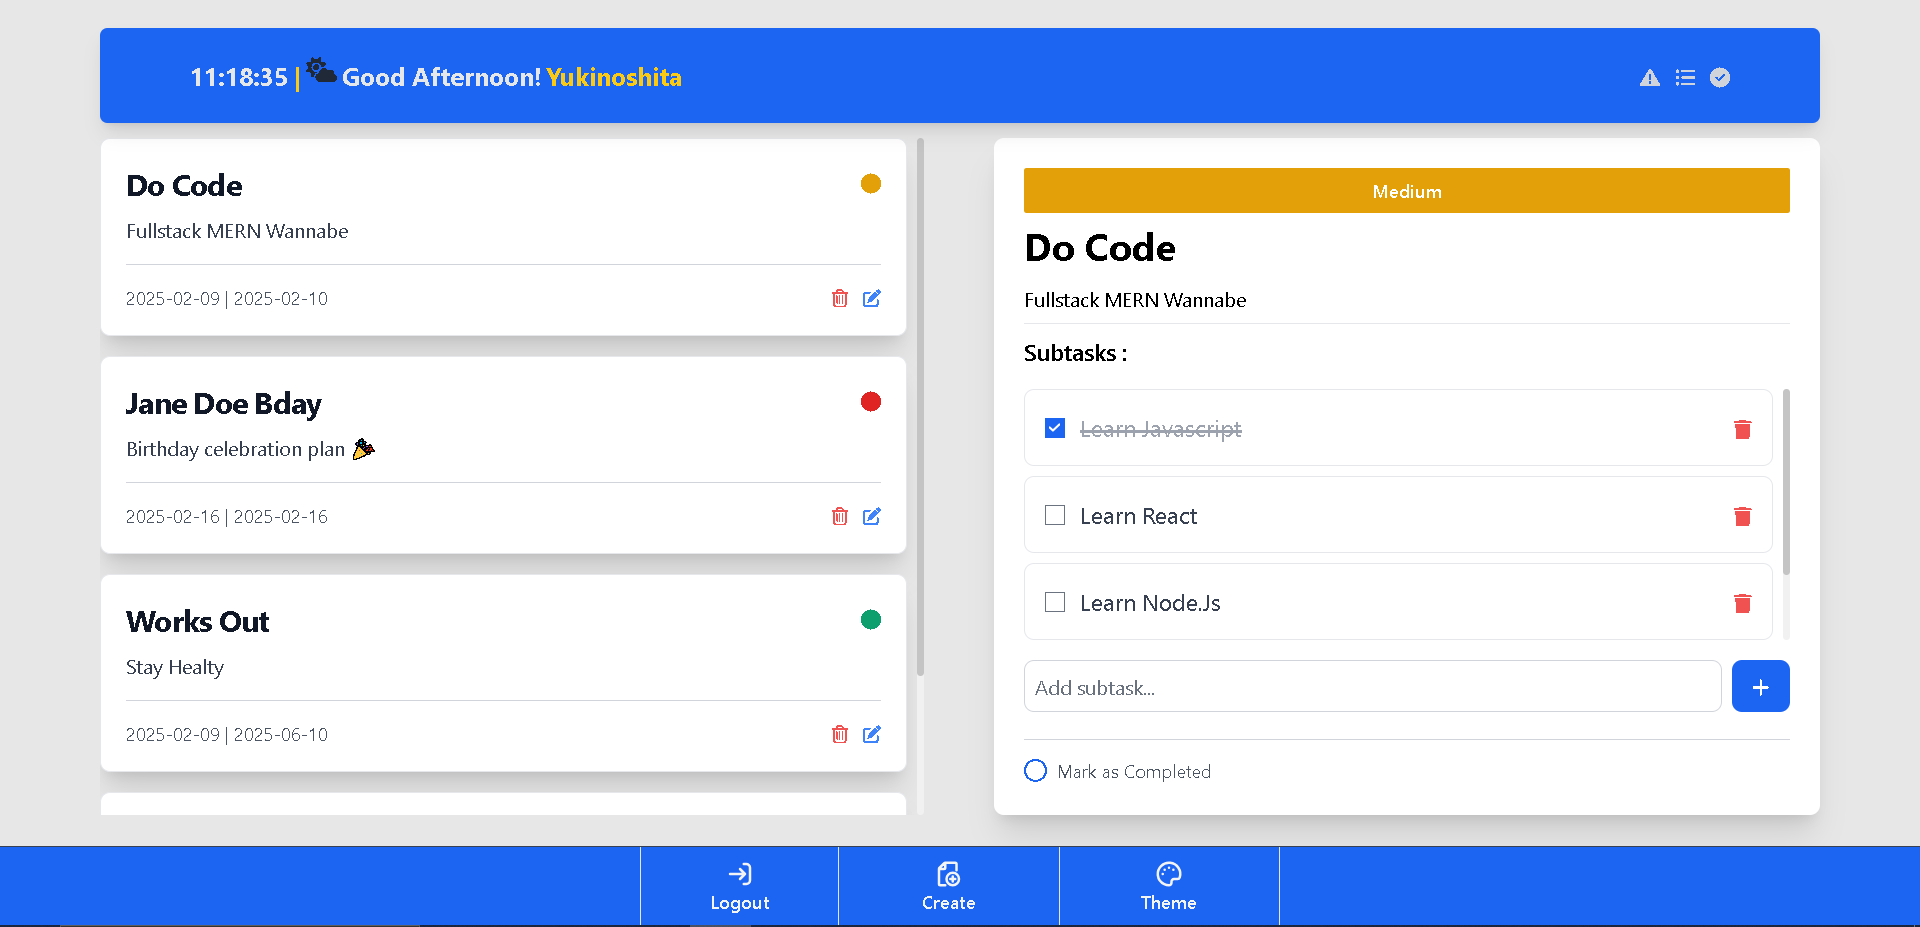 11:18:35 | Good Afternoon! Yukinoshita
Do Code
Fullstack MERN Wannabe
2025-02-09 | 2025-02-10
Jane Doe Bday
Birthday celebration plan 🎉
2025-02-16 | 2025-02-16
Works Out
Stay Healty
2025-02-09 | 2025-06-10
Medium
Do Code
Fullstack MERN Wannabe
Subtasks :
Learn Javascript
Learn React
Learn Node.Js
Add subtask...
Mark as Completed
Logout
Create
Theme